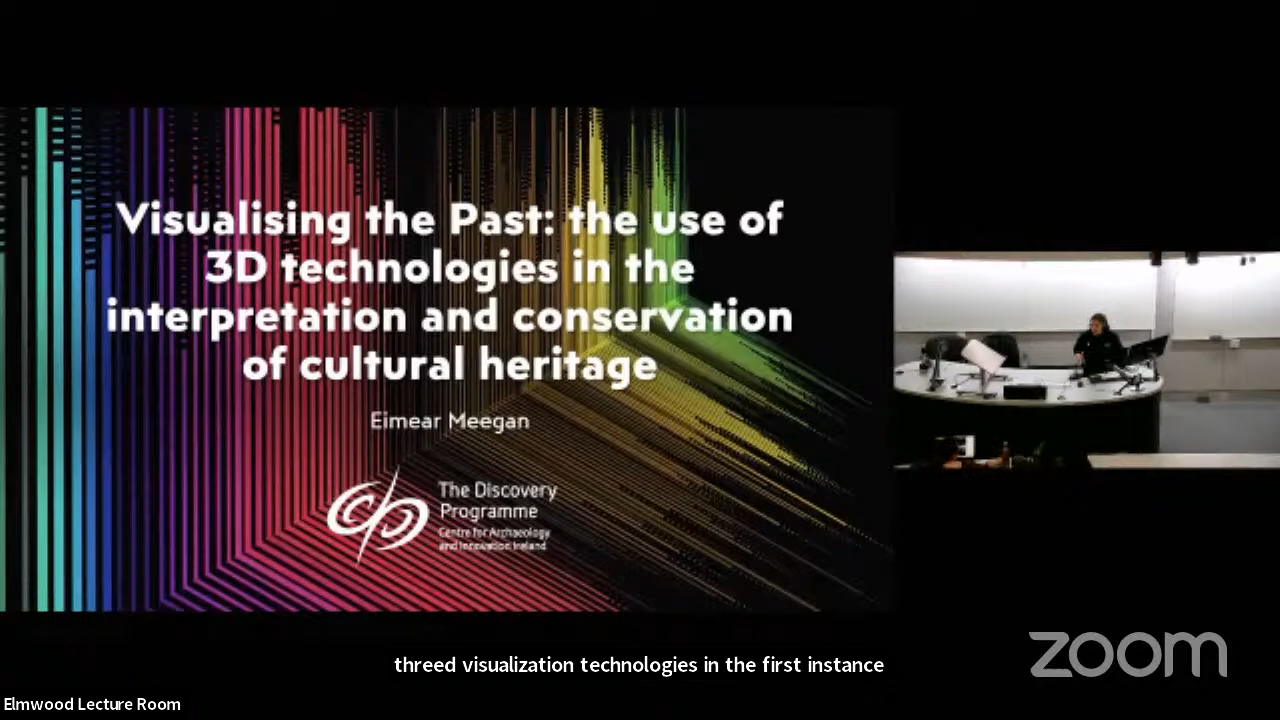 Visualising the Past: the use of
3D technologies in the
interpretation and conservation
of cultural heritage
Eimear Meegan
The Discovery
Programme
Centre for Archaeology
and Innovation Ireland
threed visualization technologies in the first instance
zoom
Elmwood Lecture Room